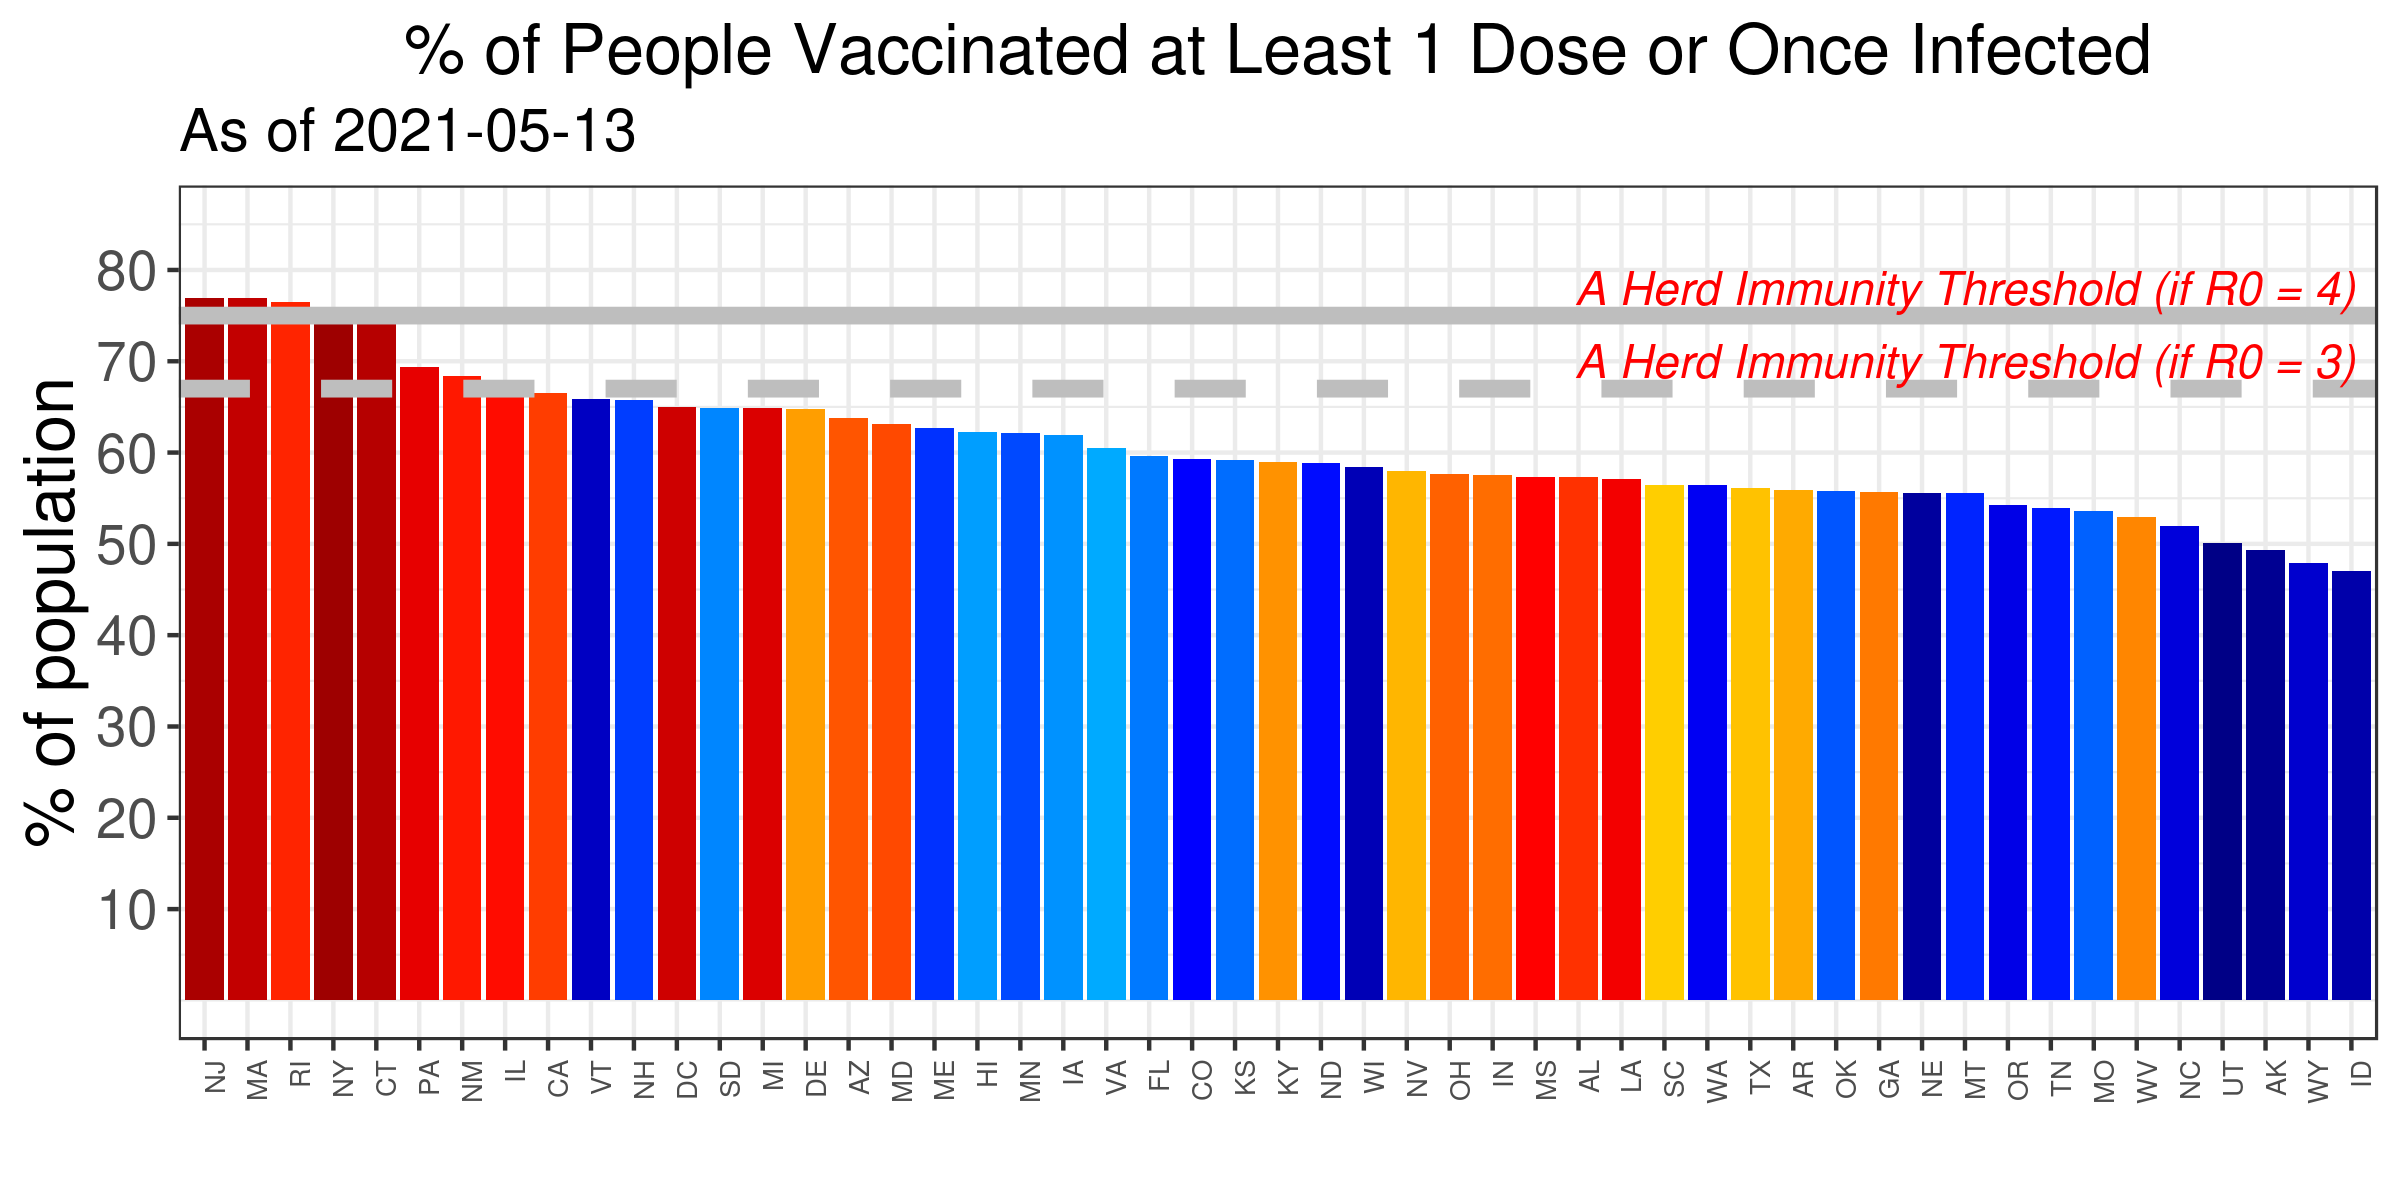 % of People Vaccinated at Least 1 Dose or Once Infected
As of 2021-05-13
% of population
80
70
60
50
40
30
20
10
A Herd Immunity Threshold (if R0 = 4)
A Herd Immunity Threshold (if R0 = 3)
NJ MA RI NY CT PA NM IL CA VT NH DC SD MI DE AZ MD ME HI MN IA VA FL CO KS KY ND WI NV OH IN MS AL LA SC WA TX AR OK GA NE MT OR TN MO WV NC UT AK WY ID